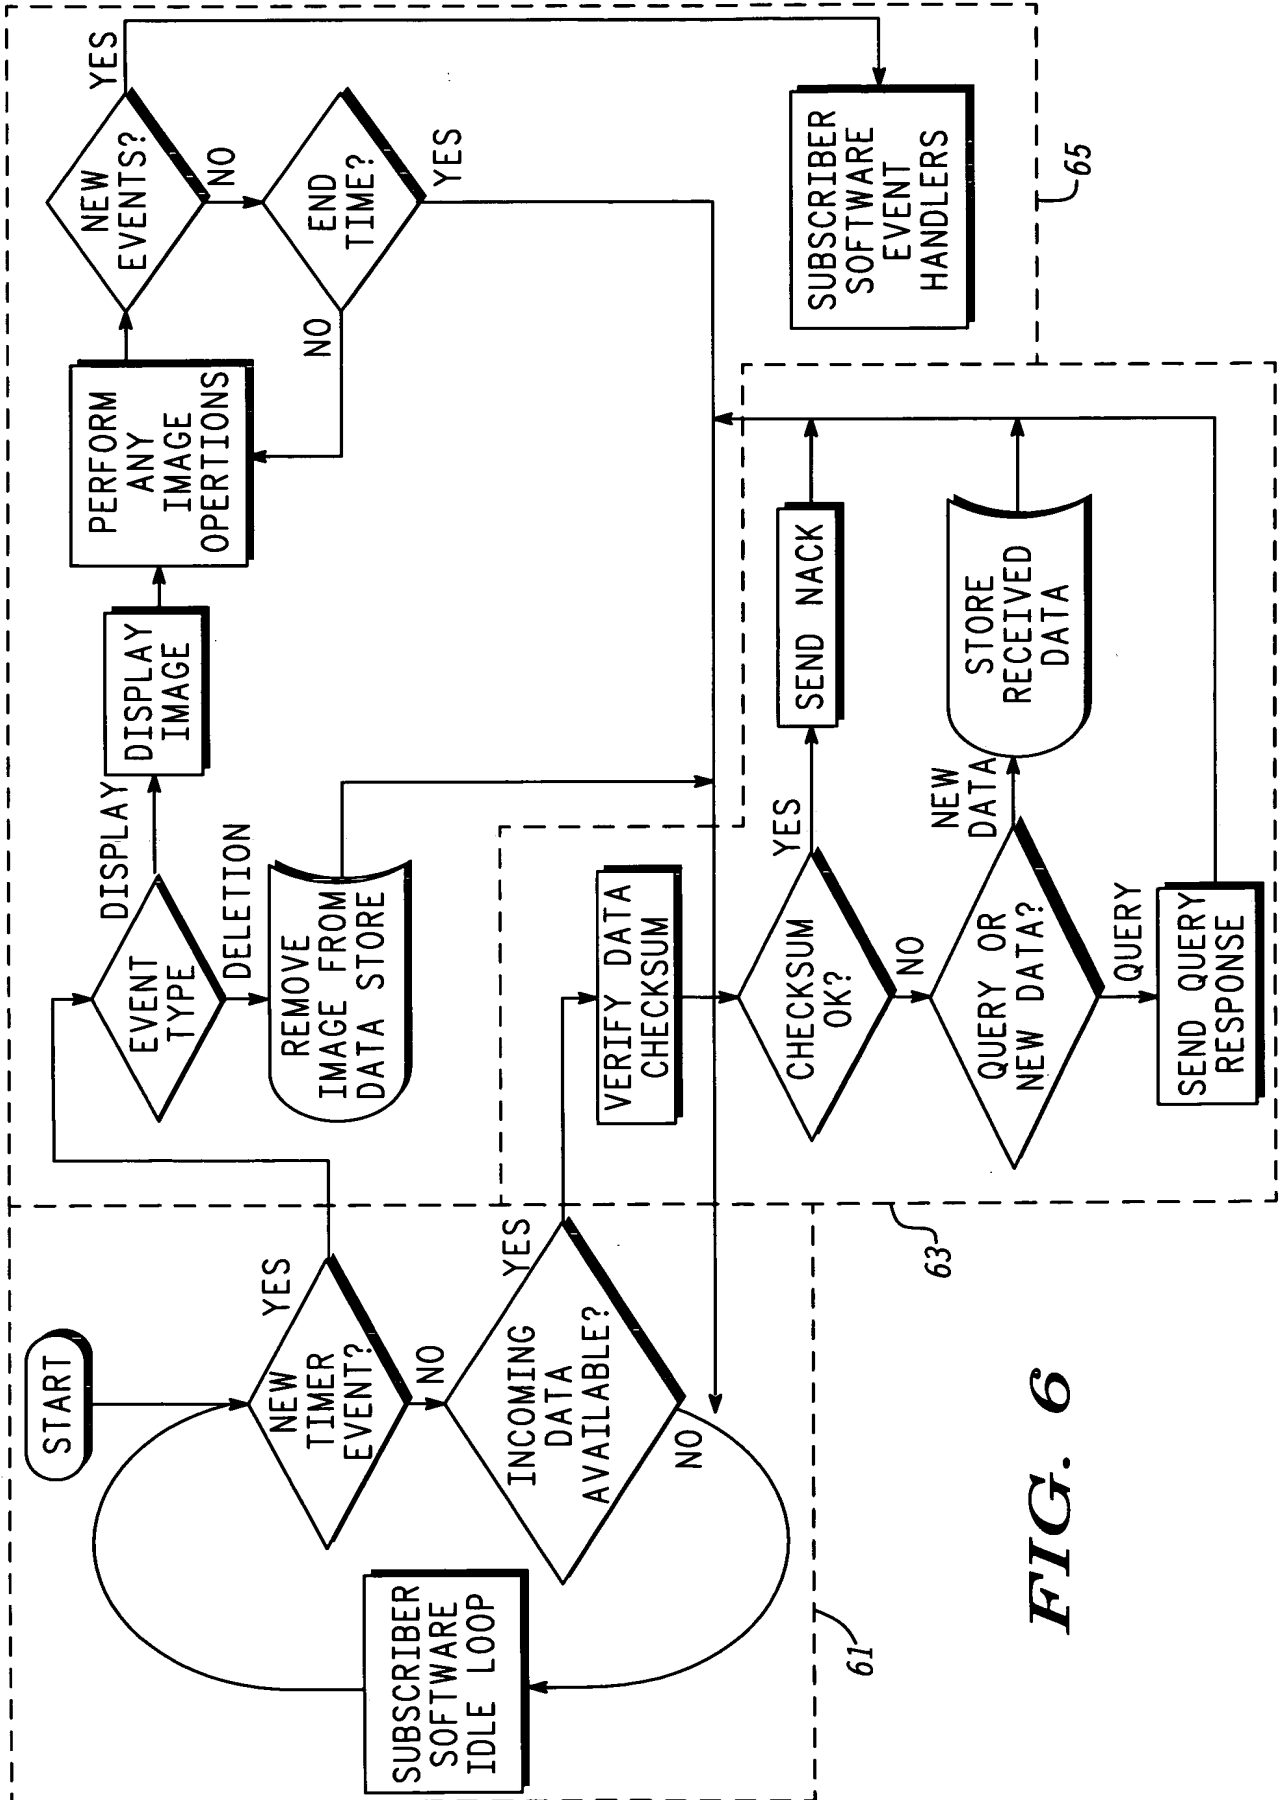 START
NEW
TIMER
EVENT?
YES
NO
INCOMING
DATA
AVAILABLE?
YES
NO
SUBSCRIBER
SOFTWARE
IDLE LOOP
61
EVENT
TYPE
DISPLAY
DELETION
REMOVE
IMAGE FROM
DATA STORE
DISPLAY
IMAGE
PERFORM
ANY
IMAGE
OPERTIONS
NEW
EVENTS?
YES
NO
END
TIME?
NO
YES
SUBSCRIBER
SOFTWARE
EVENT
HANDLERS
65
VERIFY DATA
CHECKSUM
CHECKSUM
OK?
YES
NO
SEND NACK
QUERY OR
NEW DATA?
NEW
DATA
QUERY
STORE
RECEIVED
DATA
SEND QUERY
RESPONSE
63
FIG. 6